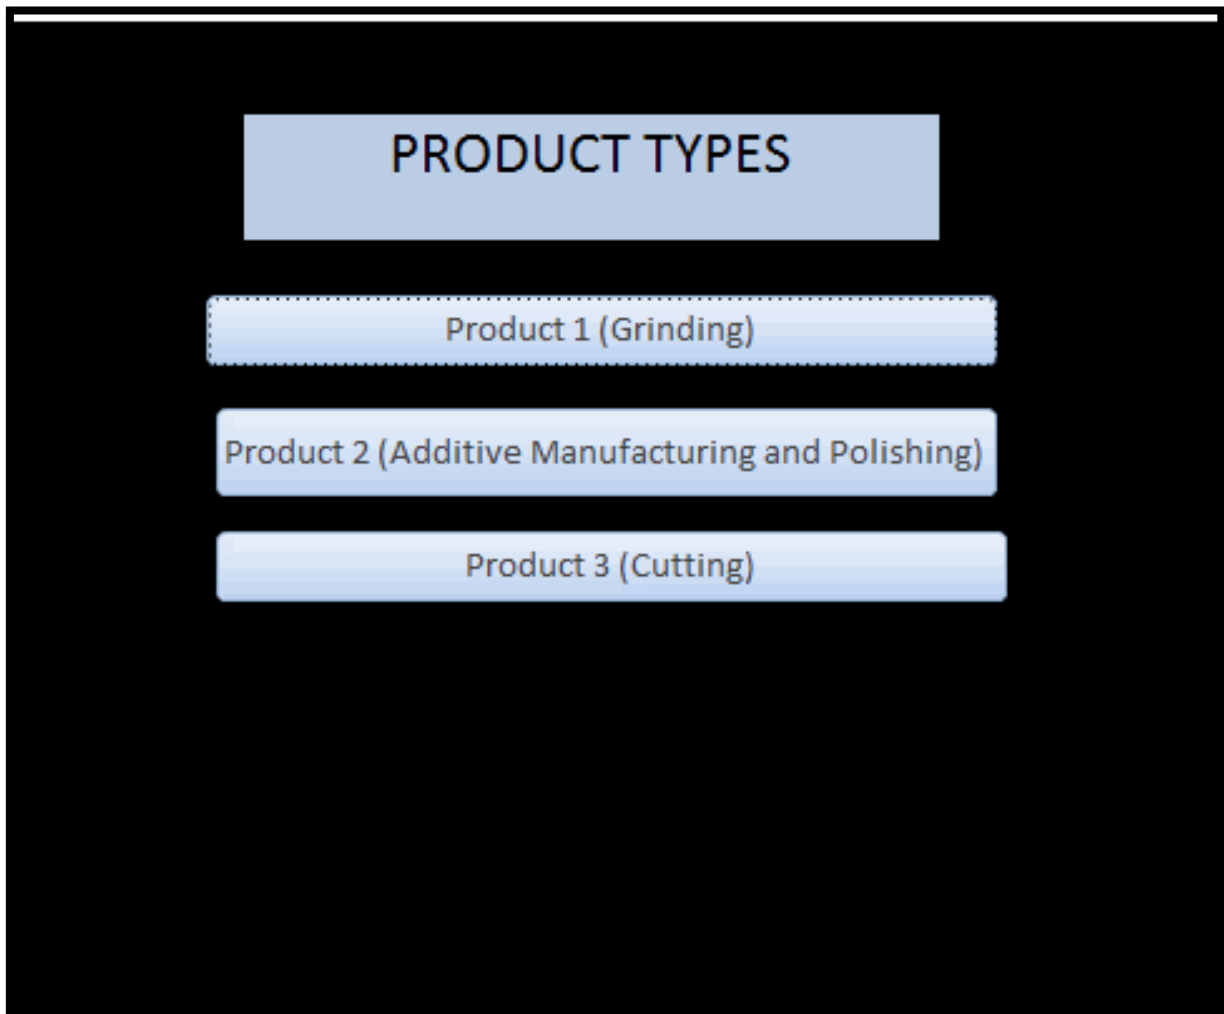 PRODUCT TYPES
Product 1 (Grinding)
Product 2 (Additive Manufacturing and Polishing)
Product 3 (Cutting)